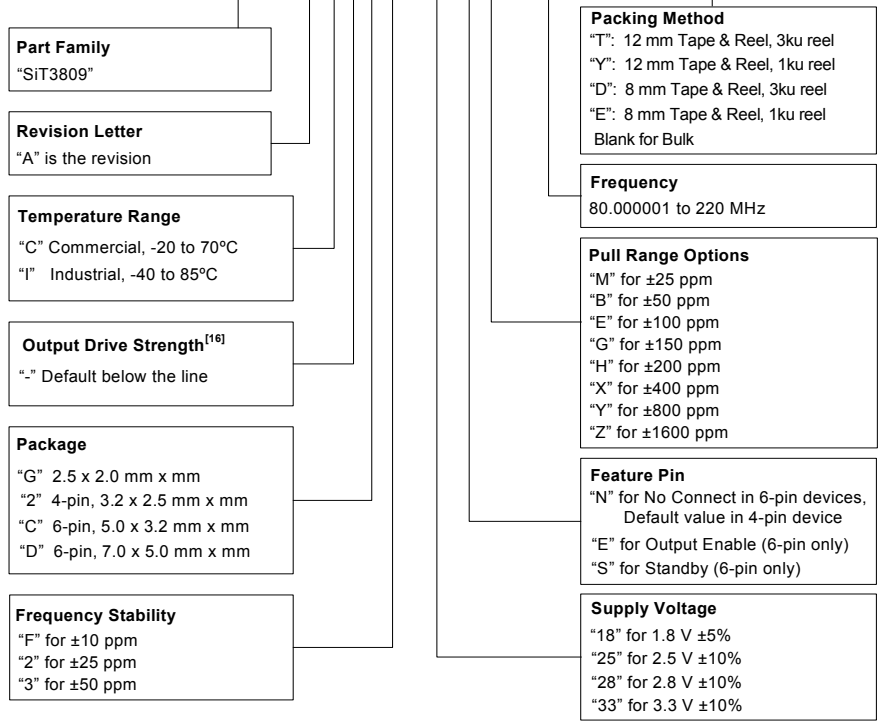 Part Family
“SiT3809”
Revision Letter
“A” is the revision
Temperature Range
“C” Commercial, -20 to 70ºC
“I” Industrial, -40 to 85ºC
Output Drive Strength[16]
“-” Default below the line
Package
“G” 2.5 x 2.0 mm x mm
“2” 4-pin, 3.2 x 2.5 mm x mm
“C” 6-pin, 5.0 x 3.2 mm x mm
“D” 6-pin, 7.0 x 5.0 mm x mm
Frequency Stability
“F” for ±10 ppm
“2” for ±25 ppm
“3” for ±50 ppm
Packing Method
“T”: 12 mm Tape & Reel, 3ku reel
“Y”: 12 mm Tape & Reel, 1ku reel
“D”: 8 mm Tape & Reel, 3ku reel
“E”: 8 mm Tape & Reel, 1ku reel
Blank for Bulk
Frequency
80.000001 to 220 MHz
Pull Range Options
“M” for ±25 ppm
“B” for ±50 ppm
“E” for ±100 ppm
“G” for ±150 ppm
“H” for ±200 ppm
“X” for ±400 ppm
“Y” for ±800 ppm
“Z” for ±1600 ppm
Feature Pin
“N” for No Connect in 6-pin devices,
Default value in 4-pin device
“E” for Output Enable (6-pin only)
“S” for Standby (6-pin only)
Supply Voltage
“18” for 1.8 V ±5%
“25” for 2.5 V ±10%
“28” for 2.8 V ±10%
“33” for 3.3 V ±10%